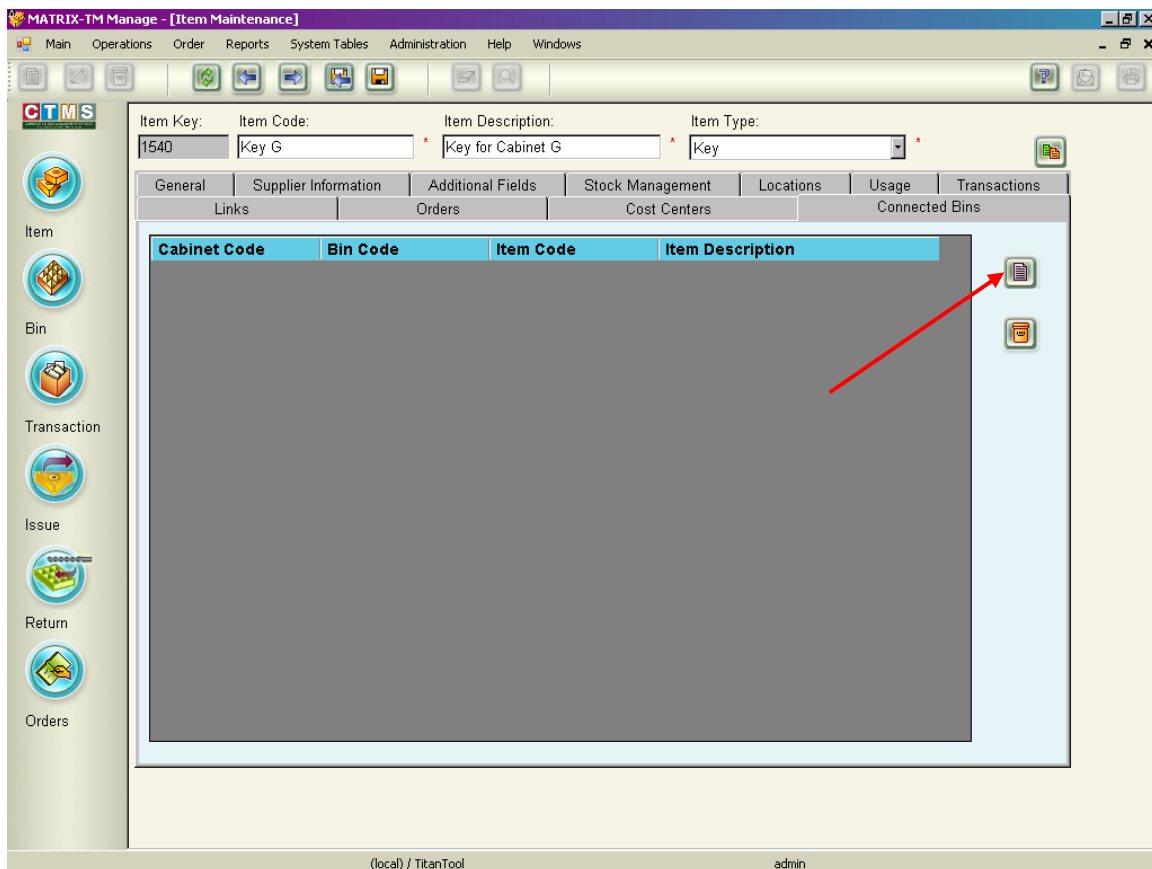 MATRIX-TM Manage - [Item Maintenance]
Main Operations Order Reports System Tables Administration Help Windows
CTMS
Item Key: Item Code: Item Description: Item Type:
1540 Key G * Key for Cabinet G * Key *
General Supplier Information Additional Fields Stock Management Locations Usage Transactions
Links Orders Cost Centers Connected Bins
Cabinet Code Bin Code Item Code Item Description
Item
Bin
Transaction
Issue
Return
Orders
(local) / TitanTool admin